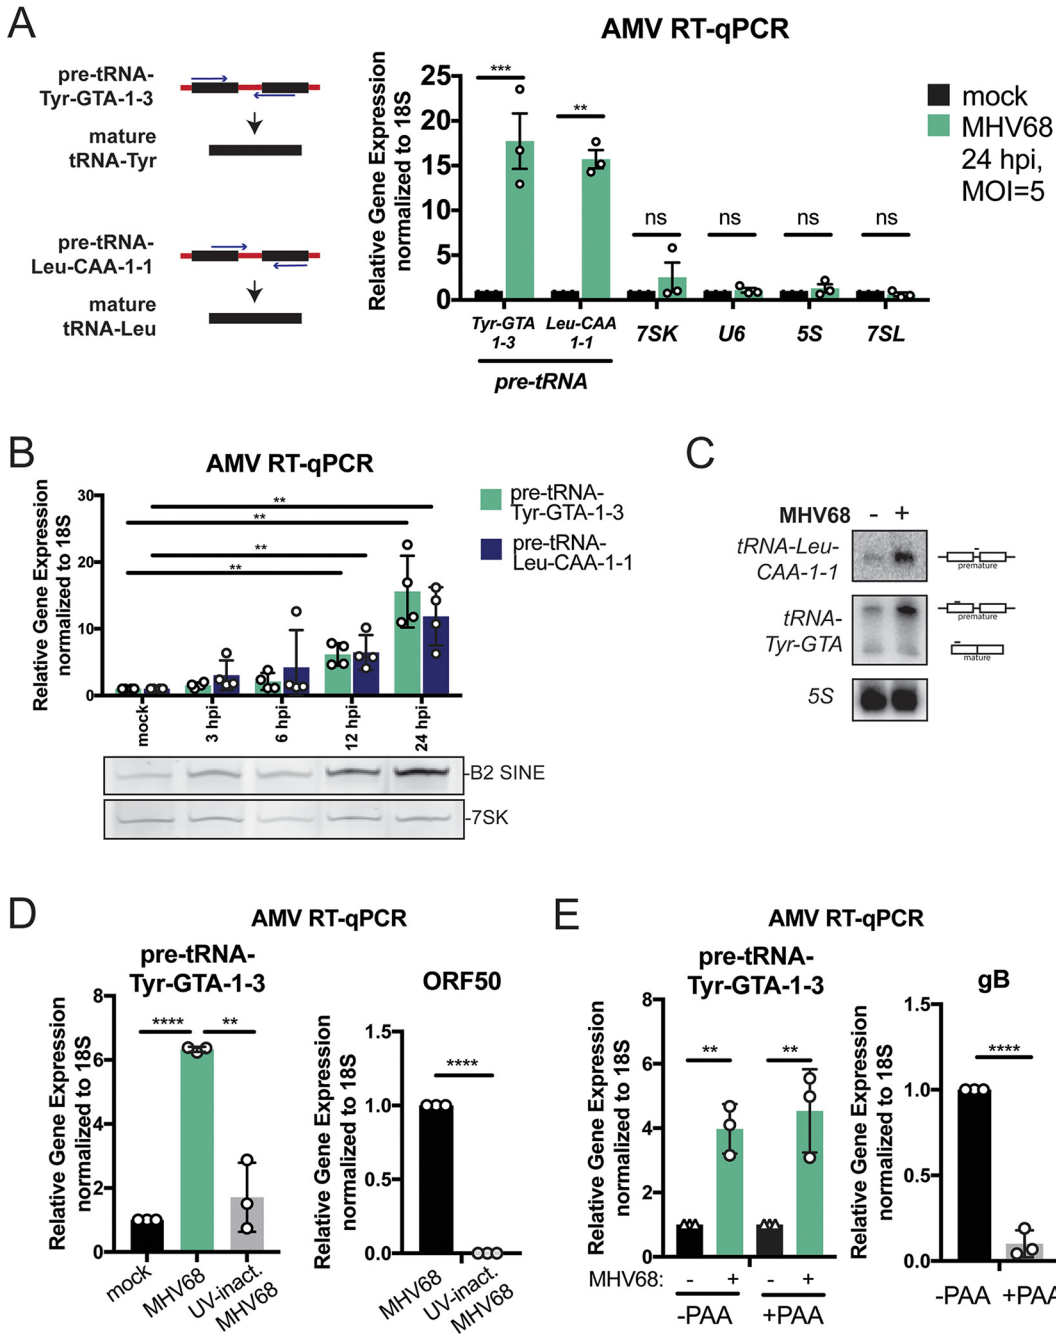 A
AMV RT-qPCR
pre-tRNA-
Tyr-GTA-1-3
mature
tRNA-Tyr
pre-tRNA-
Leu-CAA-1-1
mature
tRNA-Leu
Relative Gene Expression
normalized to 18S
25
20
15
10
5
0
***
**
ns
ns
ns
ns
Tyr-GTA
1-3
Leu-CAA
1-1
7SK
U6
5S
7SL
pre-tRNA
mock
MHV68
24 hpi,
MOI=5
B
AMV RT-qPCR
Relative Gene Expression
normalized to 18S
30
20
10
0
**
**
**
**
mock
3 hpi
6 hpi
12 hpi
24 hpi
pre-tRNA-
Tyr-GTA-1-3
pre-tRNA-
Leu-CAA-1-1
-B2 SINE
-7SK
C
MHV68 - +
tRNA-Leu-
CAA-1-1
premature
tRNA-
Tyr-GTA
premature
mature
5S
D
AMV RT-qPCR
pre-tRNA-
Tyr-GTA-1-3
Relative Gene Expression
normalized to 18S
8
6
4
2
0
****
**
mock
MHV68
UV-inact.
MHV68
ORF50
Relative Gene Expression
normalized to 18S
1.5
1.0
0.5
0.0
****
MHV68
UV-inact.
MHV68
E
AMV RT-qPCR
pre-tRNA-
Tyr-GTA-1-3
Relative Gene Expression
normalized to 18S
8
6
4
2
0
**
**
MHV68: - + - +
-PAA +PAA
gB
Relative Gene Expression
normalized to 18S
1.5
1.0
0.5
0.0
****
-PAA +PAA